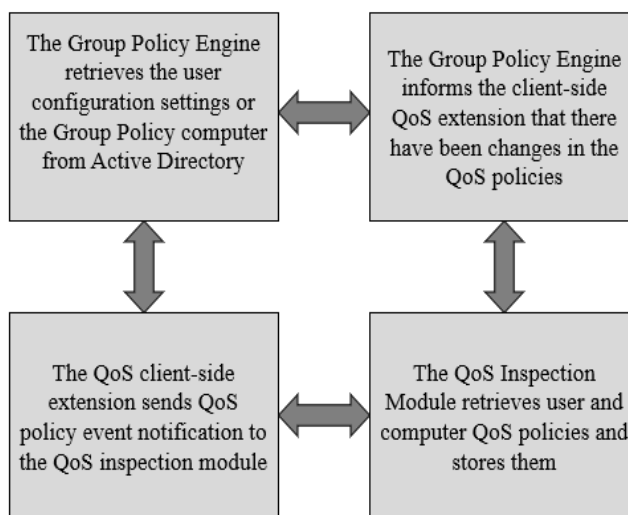 The Group Policy Engine
retrieves the user
configuration settings or
the Group Policy computer
from Active Directory
The Group Policy Engine
informs the client-side
QoS extension that there
have been changes in the
QoS policies
The QoS client-side
extension sends QoS
policy event notification to
the QoS inspection module
The QoS Inspection
Module retrieves user and
computer QoS policies and
stores them